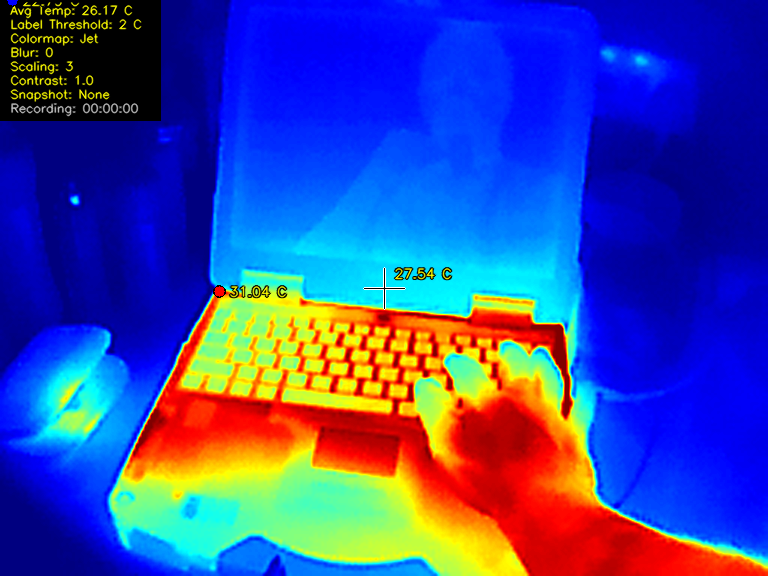 Avg Temp: 26.17 C
Label Threshold: 2 C
Colormap: Jet
Blur: 0
Scaling: 3
Contrast: 1.0
Snapshot: None
Recording: 00:00:00
27.54 C
31.04 C